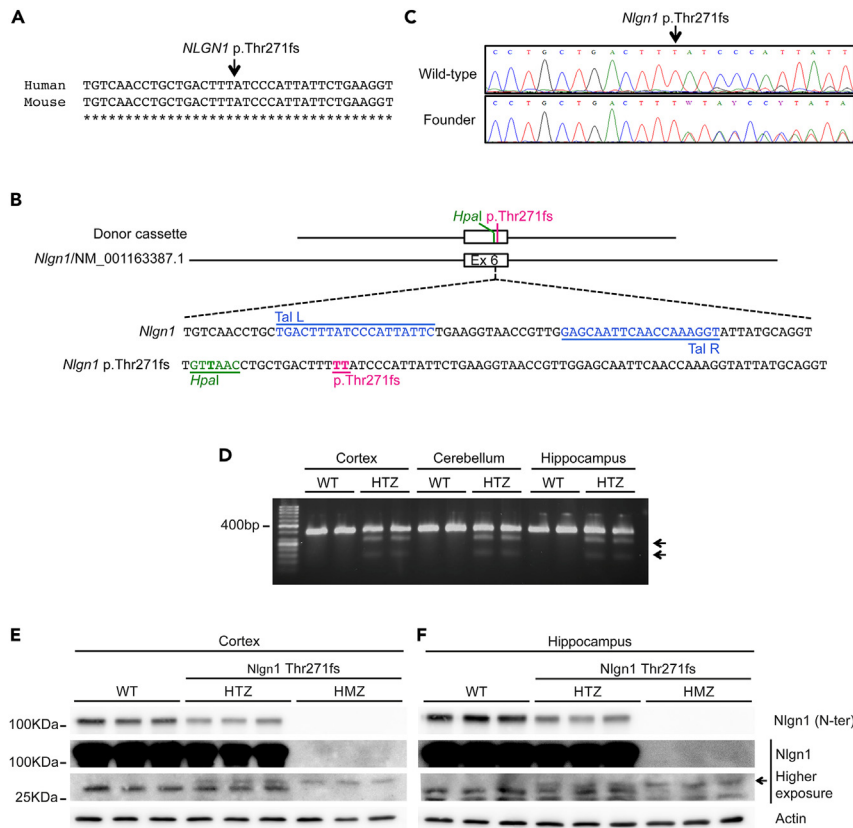 A
NLGN1 p.Thr271fs
Human TGTCAACCTGCTGACTTTATCCCATTATTCTGAAGGT
Mouse TGTCAACCTGCTGACTTTATCCCATTATTCTGAAGGT
*************************************
C
Nlgn1 p.Thr271fs
C C T G C T G A C T T T A T C C C A T T A T T
Wild-type
C C T G C T G A C T T T W T A Y C C Y T A T A
Founder
B
HpaI p.Thr271fs
Donor cassette
Nlgn1/NM_001163387.1
Ex 6
Tal L
Nlgn1 TGTCAACCTGCTGACTTTATCCCATTATTCTGAAGGTAACCGTTGGAGCAATTCAACCAAAGGTATTATGCAGGT
Tal R
Nlgn1 p.Thr271fs TGTTAACCTGCTGACTTTTTATCCCATTATTCTGAAGGTAACCGTTGGAGCAATTCAACCAAAGGTATTATGCAGGT
HpaI p.Thr271fs
D
Cortex Cerebellum Hippocampus
WT HTZ WT HTZ WT HTZ
400bp
E
Cortex
Nlgn1 Thr271fs
WT HTZ HMZ
100KDa
100KDa
25KDa
F
Hippocampus
Nlgn1 Thr271fs
WT HTZ HMZ
Nlgn1 (N-ter)
Nlgn1
Higher
exposure
Actin